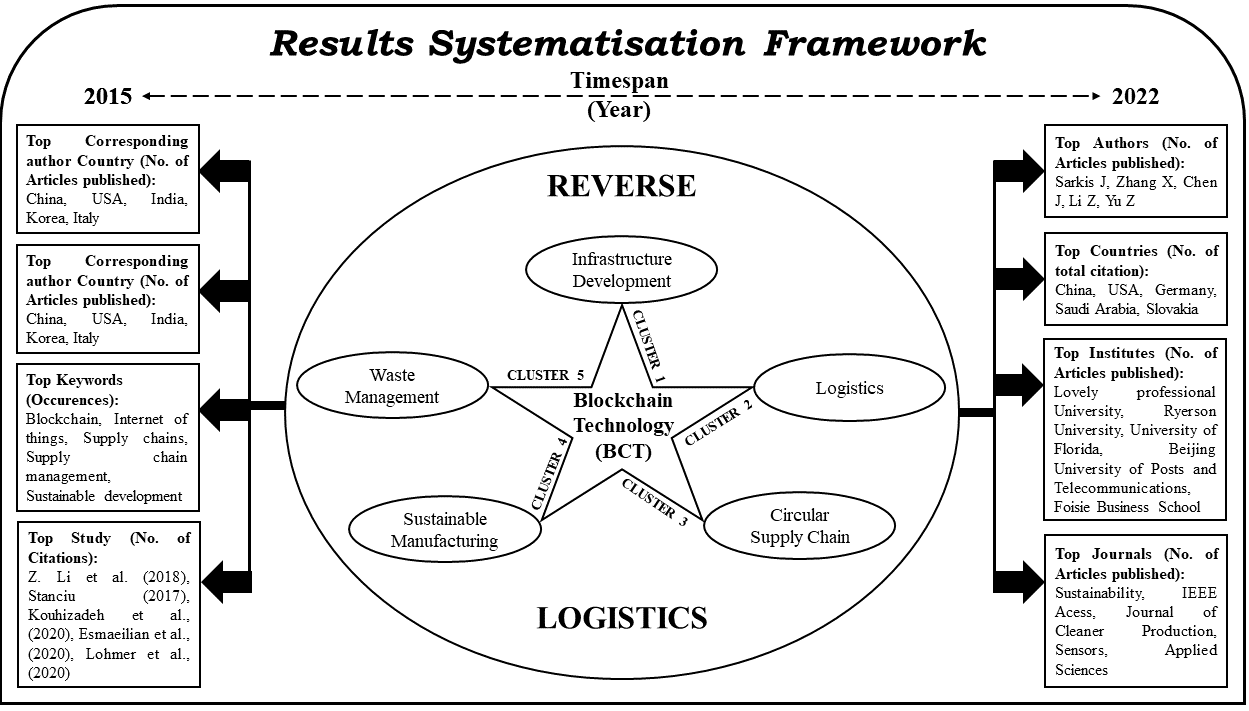 Results Systematisation Framework
Timespan
(Year)
2015
2022
Top Corresponding
author Country (No. of
Articles published):
China, USA, India,
Korea, Italy
Top Corresponding
author Country (No. of
Articles published):
China, USA, India,
Korea, Italy
Top Keywords
(Occurences):
Blockchain, Internet of
things, Supply chains,
Supply chain
management,
Sustainable development
Top Study (No. of
Citations):
Z. Li et al. (2018),
Stanciu (2017),
Kouhizadeh et al.,
(2020), Esmaeilian et al.,
(2020), Lohmer et al.,
(2020)
REVERSE
Infrastructure
Development
CLUSTER 1
Waste
Management
CLUSTER 5
Logistics
CLUSTER 2
Blockchain
Technology
(BCT)
CLUSTER 4
CLUSTER 3
Sustainable
Manufacturing
Circular
Supply Chain
LOGISTICS
Top Authors (No. of
Articles published):
Sarkis J, Zhang X, Chen
J, Li Z, Yu Z
Top Countries (No. of
total citation):
China, USA, Germany,
Saudi Arabia, Slovakia
Top Institutes (No. of
Articles published):
Lovely professional
University, Ryerson
University, University of
Florida, Beijing
University of Posts and
Telecommunications,
Foisie Business School
Top Journals (No. of
Articles published):
Sustainability, IEEE
Acess, Journal of
Cleaner Production,
Sensors, Applied
Sciences